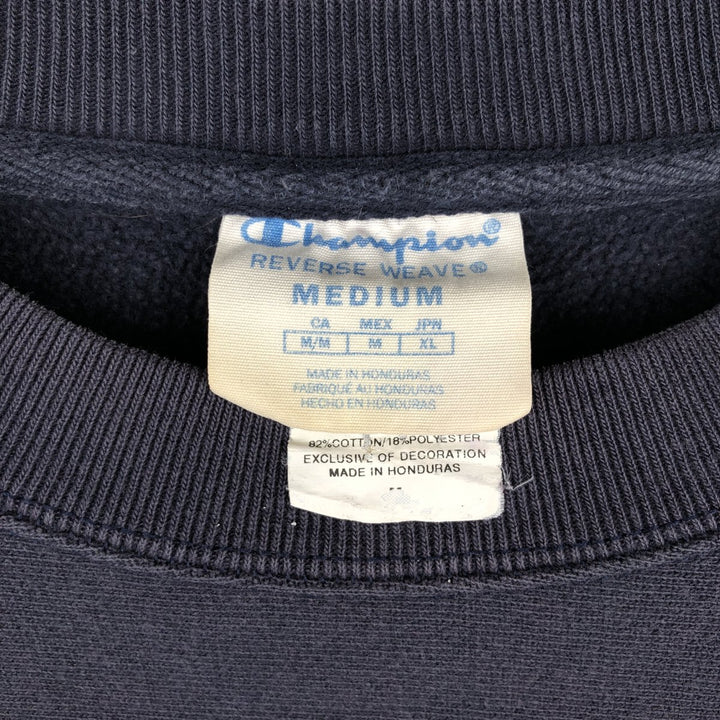 Champion®
REVERSE WEAVE®
MEDIUM
CA MEX JPN
M/M M XL
MADE IN HONDURAS
FABRIQUÉ AU HONDURAS
HECHO EN HONDURAS
82%COTTON/18%POLYESTER
EXCLUSIVE OF DECORATION
MADE IN HONDURAS